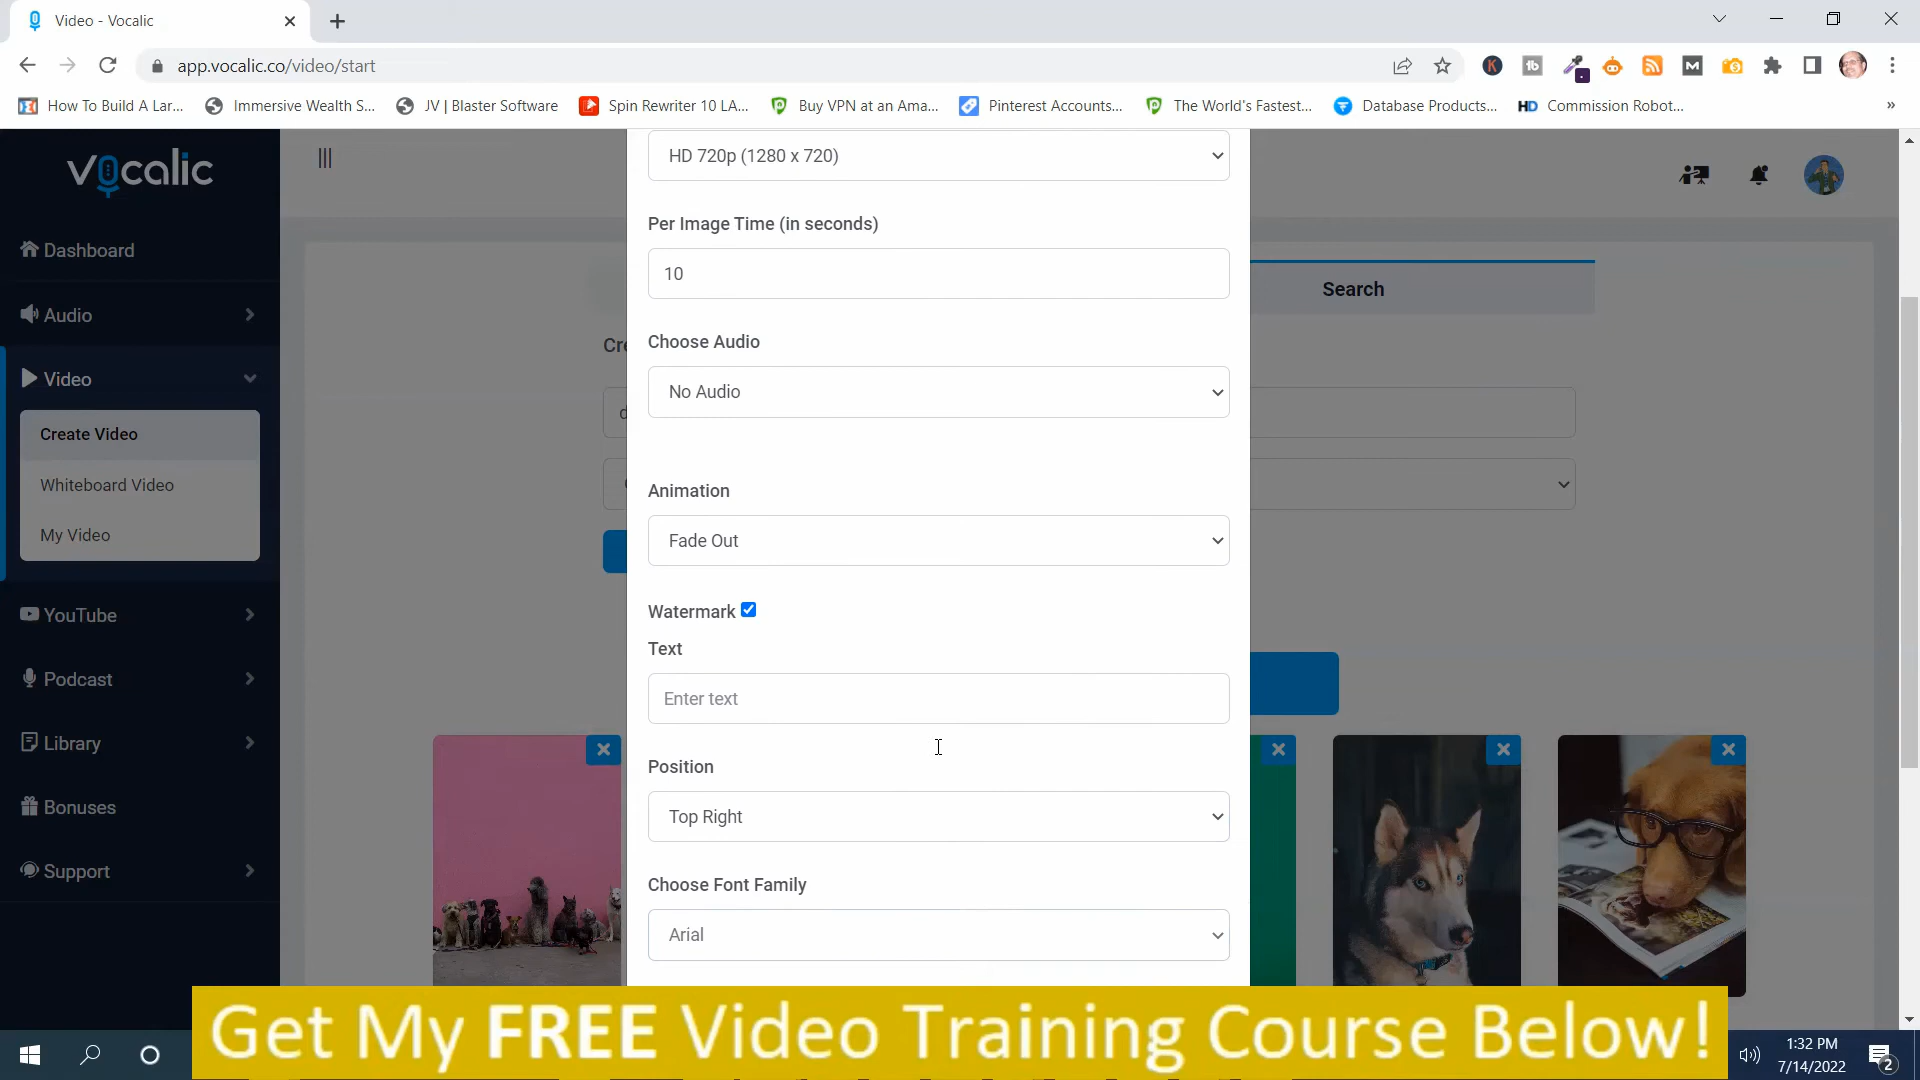 Video - Vocalic
app.vocalic.co/video/start
How To Build A Lar...
Immersive Wealth S...
JV | Blaster Software
Spin Rewriter 10 LA...
Buy VPN at an Ama...
Pinterest Accounts...
The World's Fastest...
Database Products...
HD Commission Robot...
»
vocalic
Dashboard
Audio
Video
Create Video
Whiteboard Video
My Video
YouTube
Podcast
Library
Bonuses
Support
HD 720p (1280 x 720)
Per Image Time (in seconds)
10
Choose Audio
No Audio
Animation
Fade Out
Watermark
Text
Enter text
Position
Top Right
Choose Font Family
Arial
Search
Get My FREE Video Training Course Below!
1:32 PM
7/14/2022
2